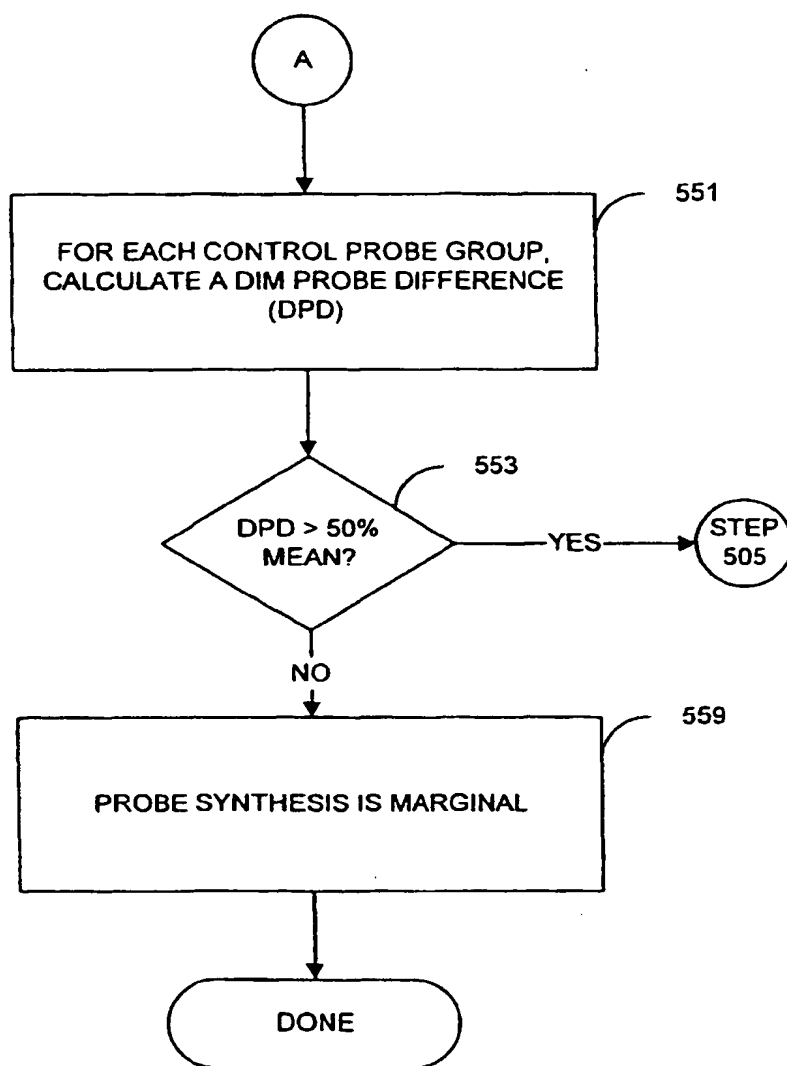 A
551
FOR EACH CONTROL PROBE GROUP,
CALCULATE A DIM PROBE DIFFERENCE
(DPD)
553
DPD > 50%
MEAN?
YES
STEP
505
NO
559
PROBE SYNTHESIS IS MARGINAL
DONE